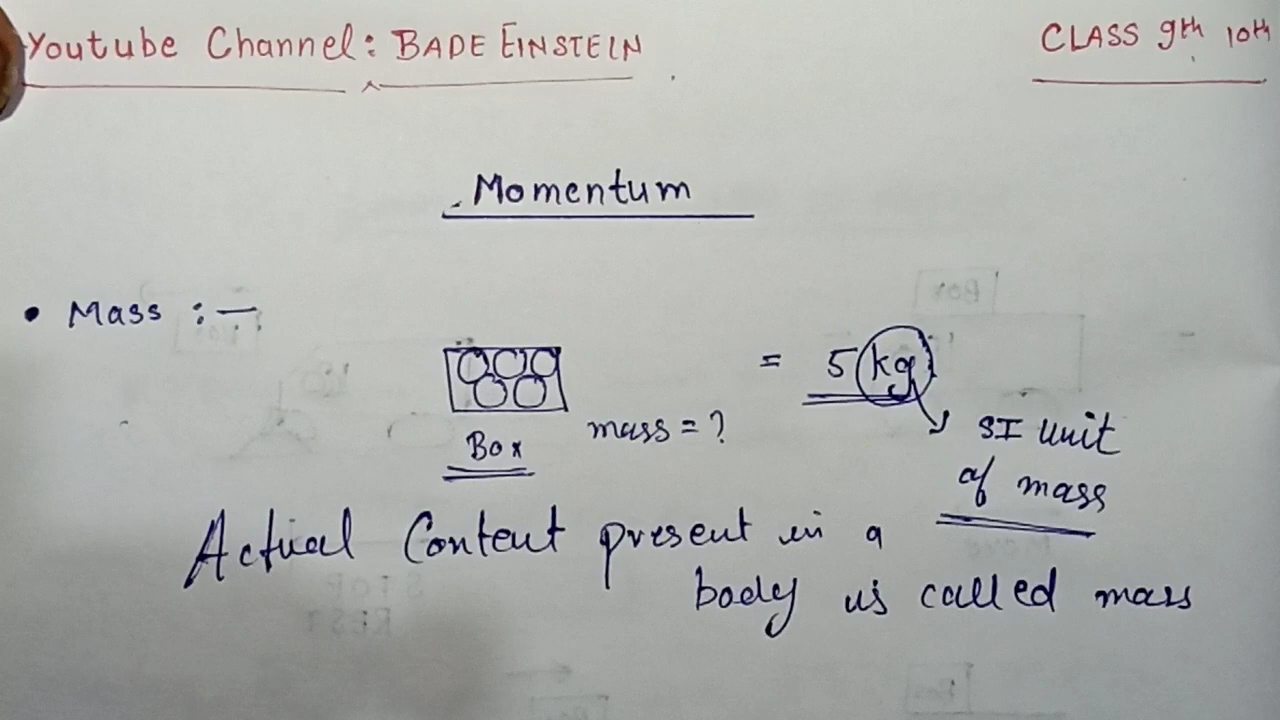 Youtube Channel: BADE EINSTEIN
CLASS 9th 10th
Momentum
• Mass :—
= 5 kg
mass = ?
Box
SI Unit
of mass
Actual Content present in a
body is called mass